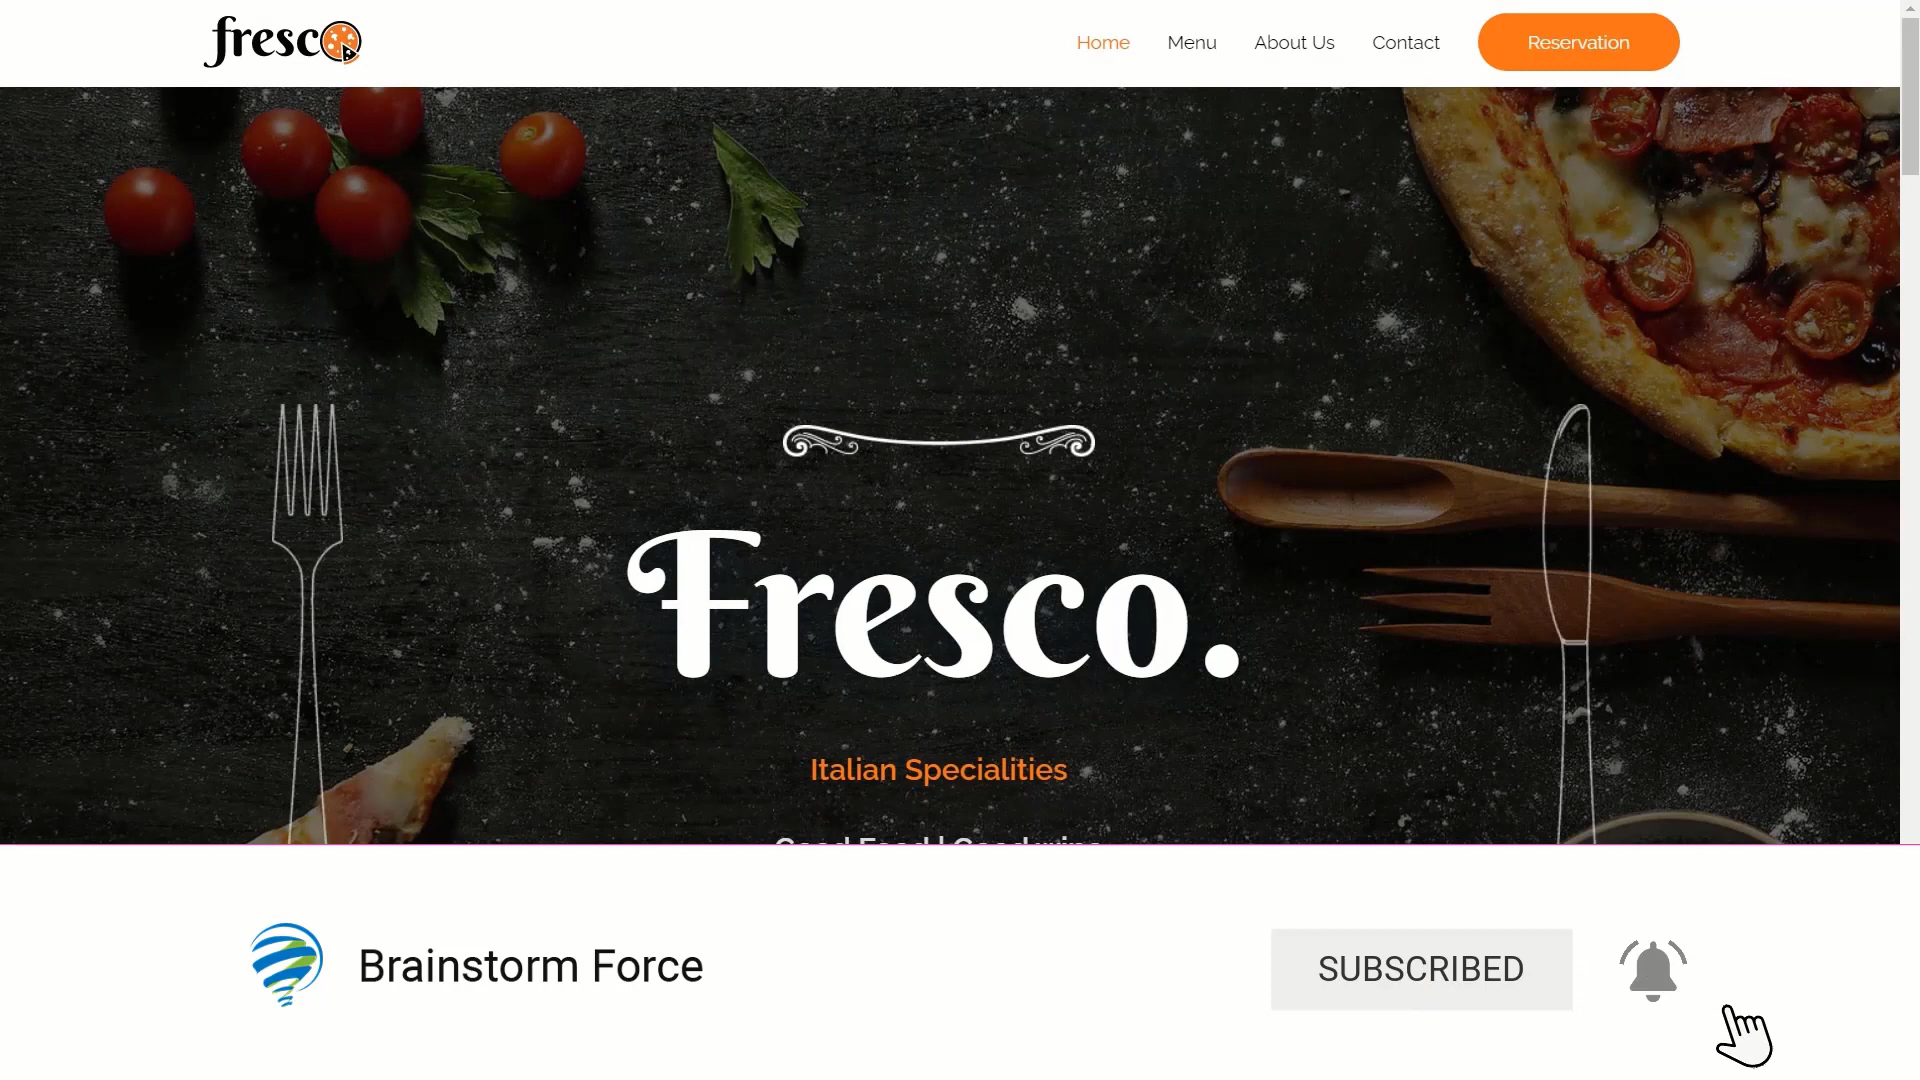 fresco
Home Menu About Us Contact Reservation
Fresco.
Italian Specialities
Brainstorm Force
SUBSCRIBED